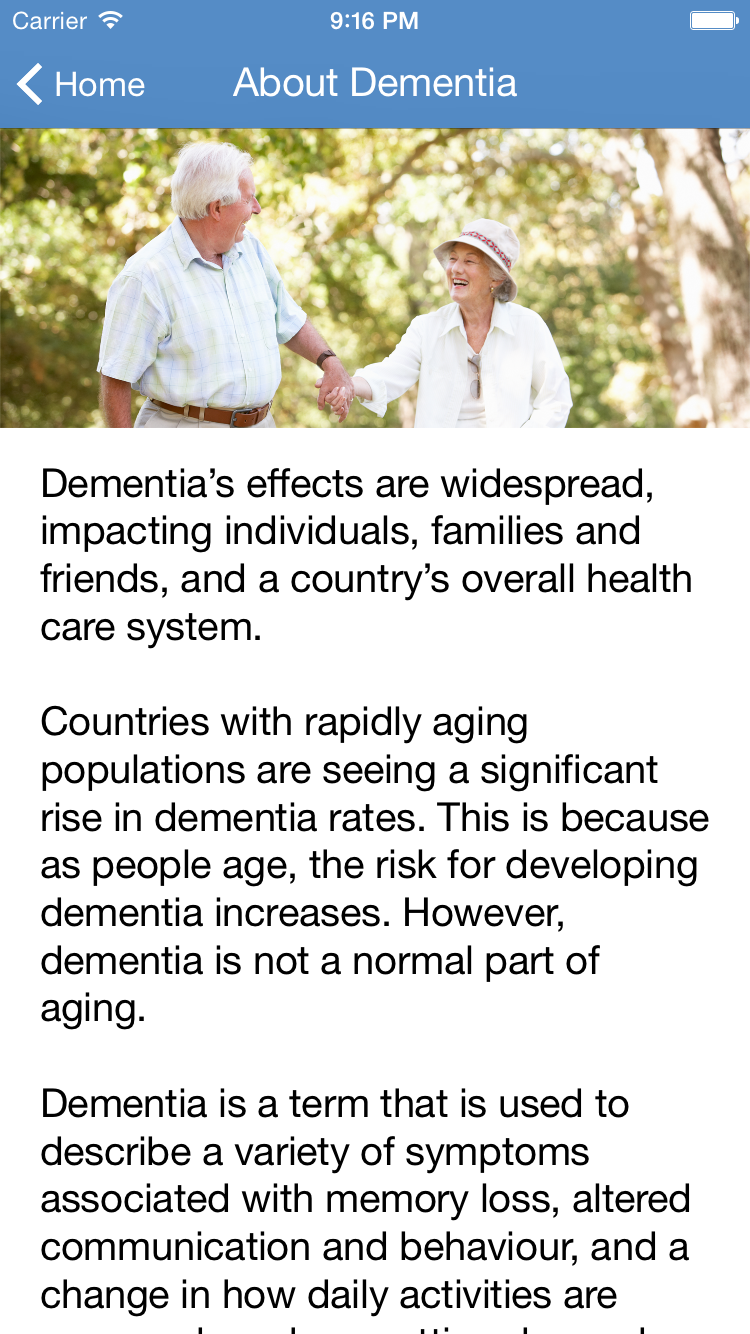 Carrier 9:16 PM
Home About Dementia
Dementia’s effects are widespread,
impacting individuals, families and
friends, and a country’s overall health
care system.
Countries with rapidly aging
populations are seeing a significant
rise in dementia rates. This is because
as people age, the risk for developing
dementia increases. However,
dementia is not a normal part of
aging.
Dementia is a term that is used to
describe a variety of symptoms
associated with memory loss, altered
communication and behaviour, and a
change in how daily activities are